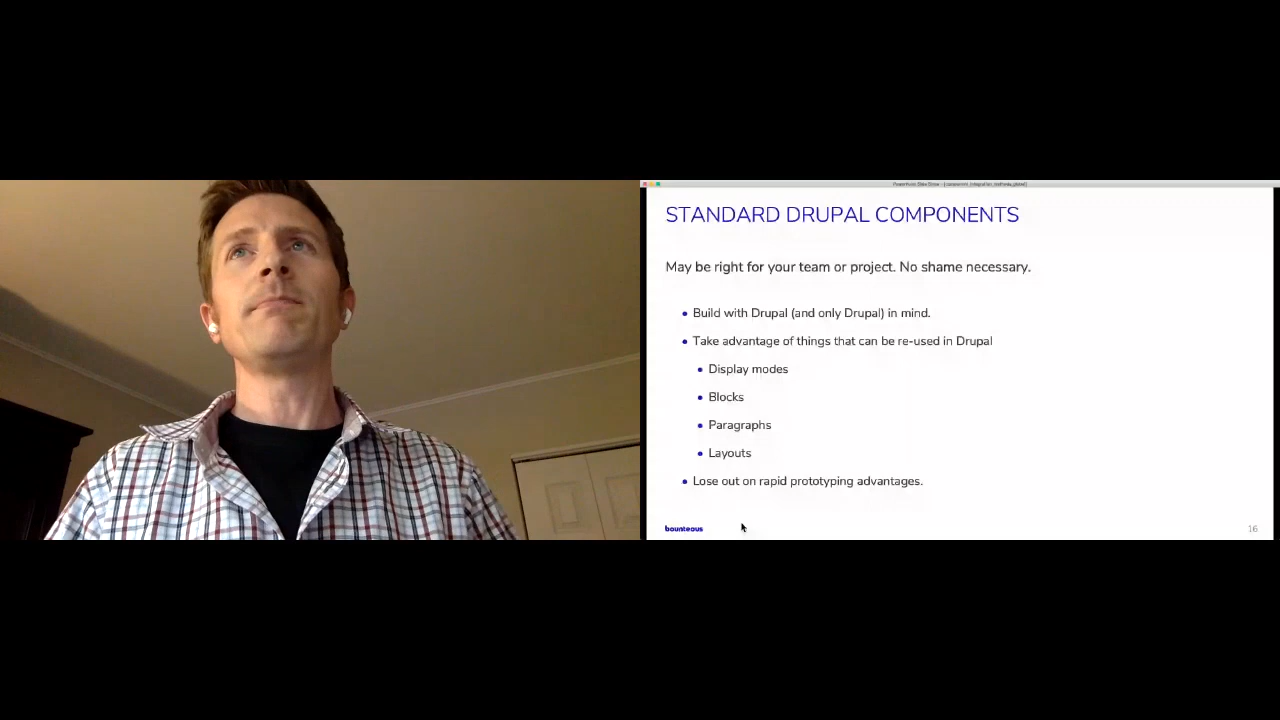 STANDARD DRUPAL COMPONENTS
May be right for your team or project. No shame necessary.
Build with Drupal (and only Drupal) in mind.
Take advantage of things that can be re-used in Drupal
Display modes
Blocks
Paragraphs
Layouts
Lose out on rapid prototyping advantages.
bounteous
16